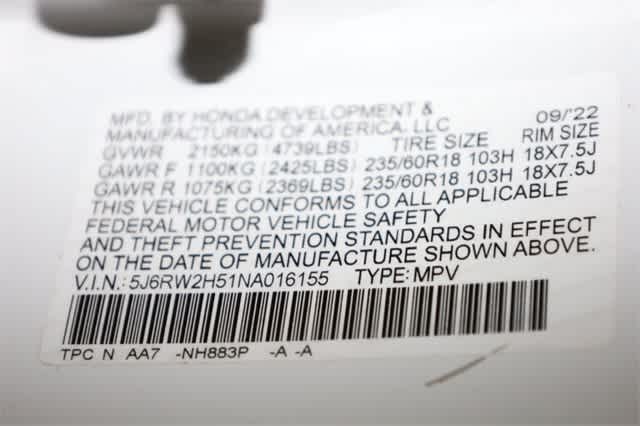 MFD. BY HONDA DEVELOPMENT &
MANUFACTURING OF AMERICA, LLC 09/'22
GVWR 2150KG (4739LBS) TIRE SIZE RIM SIZE
GAWR F 1100KG (2425LBS) 235/60R18 103H 18X7.5J
GAWR R 1075KG (2369LBS) 235/60R18 103H 18X7.5J
THIS VEHICLE CONFORMS TO ALL APPLICABLE
FEDERAL MOTOR VEHICLE SAFETY
AND THEFT PREVENTION STANDARDS IN EFFECT
ON THE DATE OF MANUFACTURE SHOWN ABOVE.
V.I.N.: 5J6RW2H51NA016155 TYPE: MPV
TPC N AA7 -NH883P -A -A